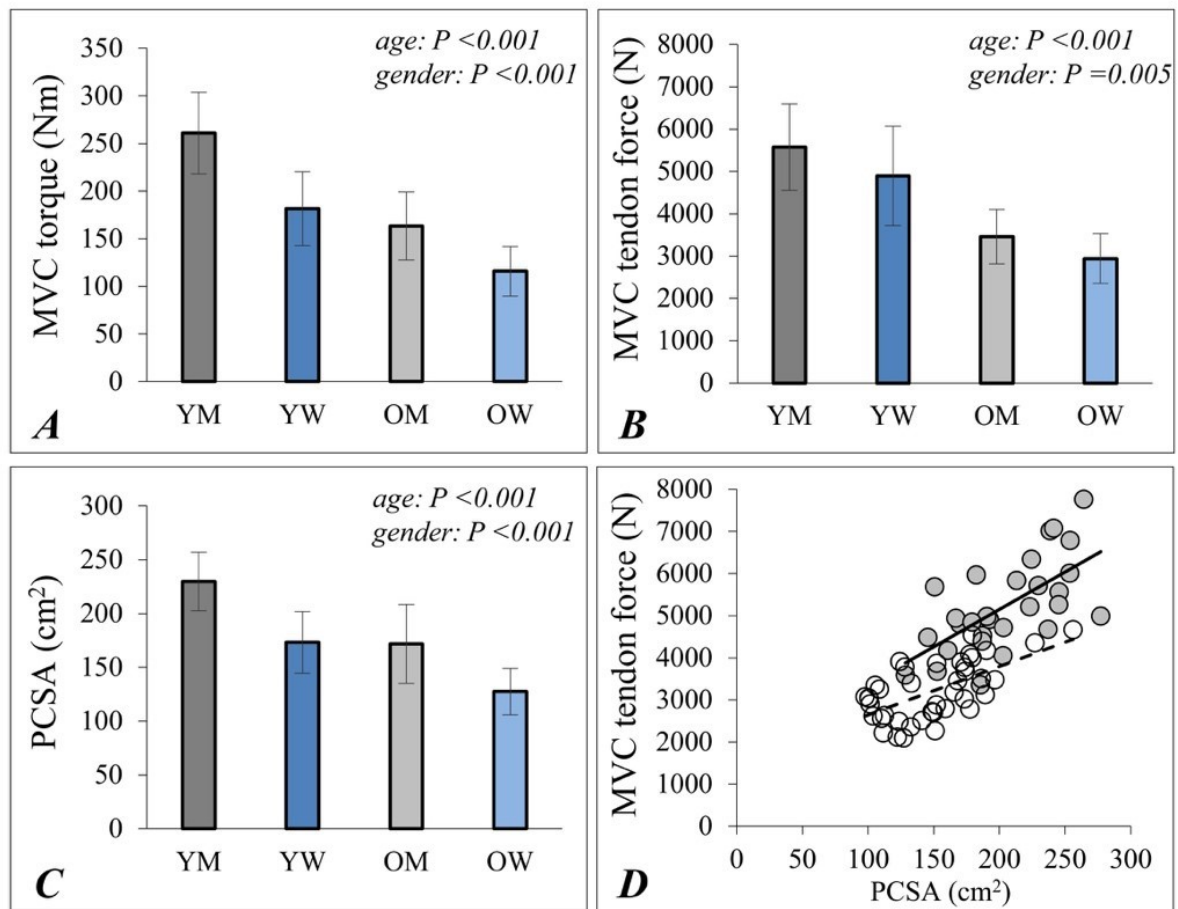 age: P <0.001
gender: P <0.001
MVC torque (Nm)
350
300
250
200
150
100
50
0
YM YW OM OW
A
age: P <0.001
gender: P =0.005
MVC tendon force (N)
8000
7000
6000
5000
4000
3000
2000
1000
0
YM YW OM OW
B
age: P <0.001
gender: P <0.001
PCSA (cm²)
300
250
200
150
100
50
0
YM YW OM OW
C
MVC tendon force (N)
8000
7000
6000
5000
4000
3000
2000
1000
0
0 50 100 150 200 250 300
PCSA (cm²)
D